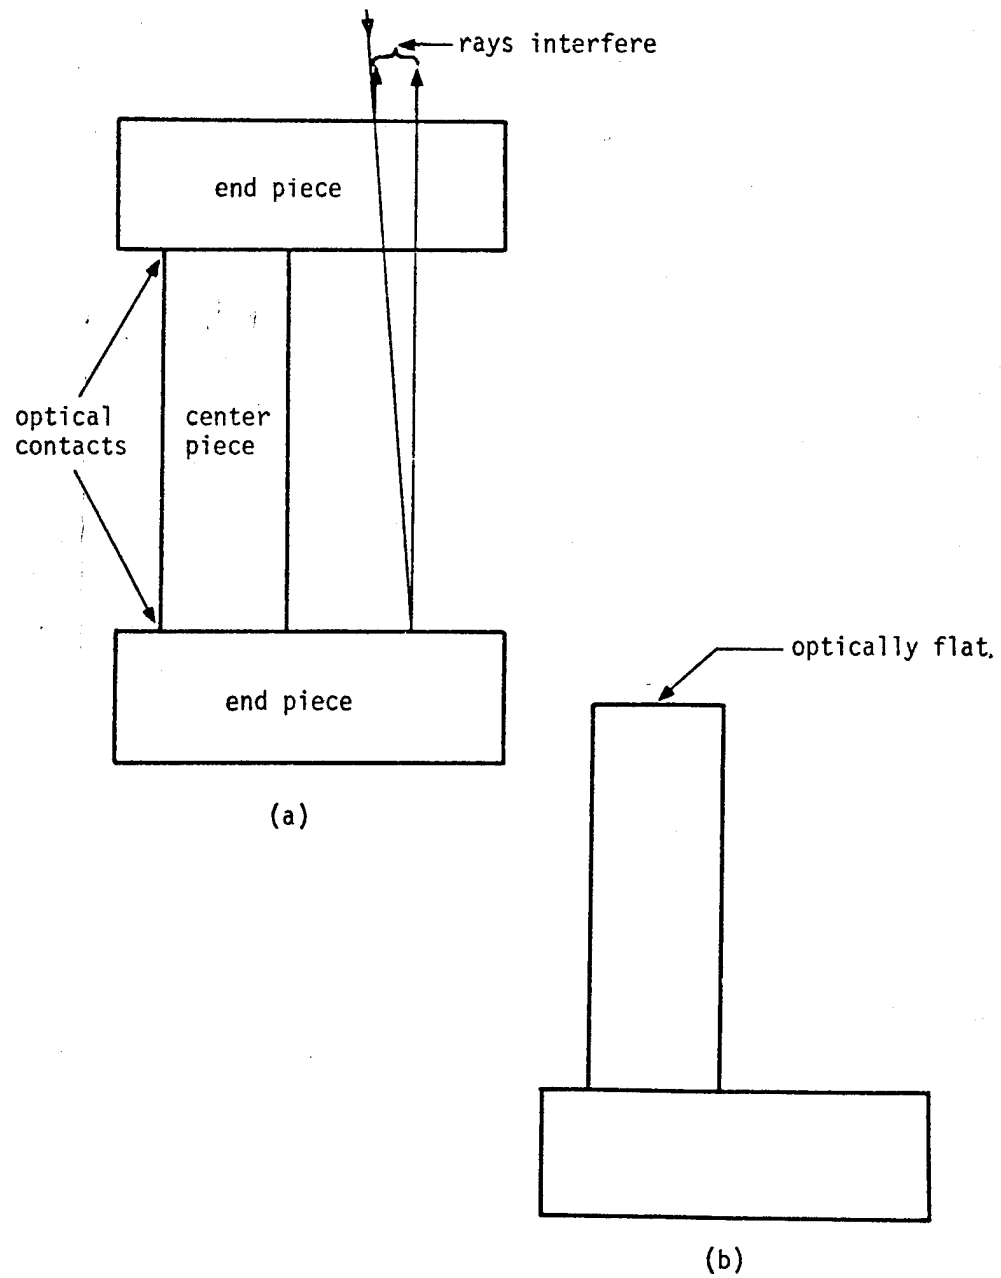 rays interfere
end piece
optical
contacts
center
piece
end piece
(a)
optically flat.
(b)